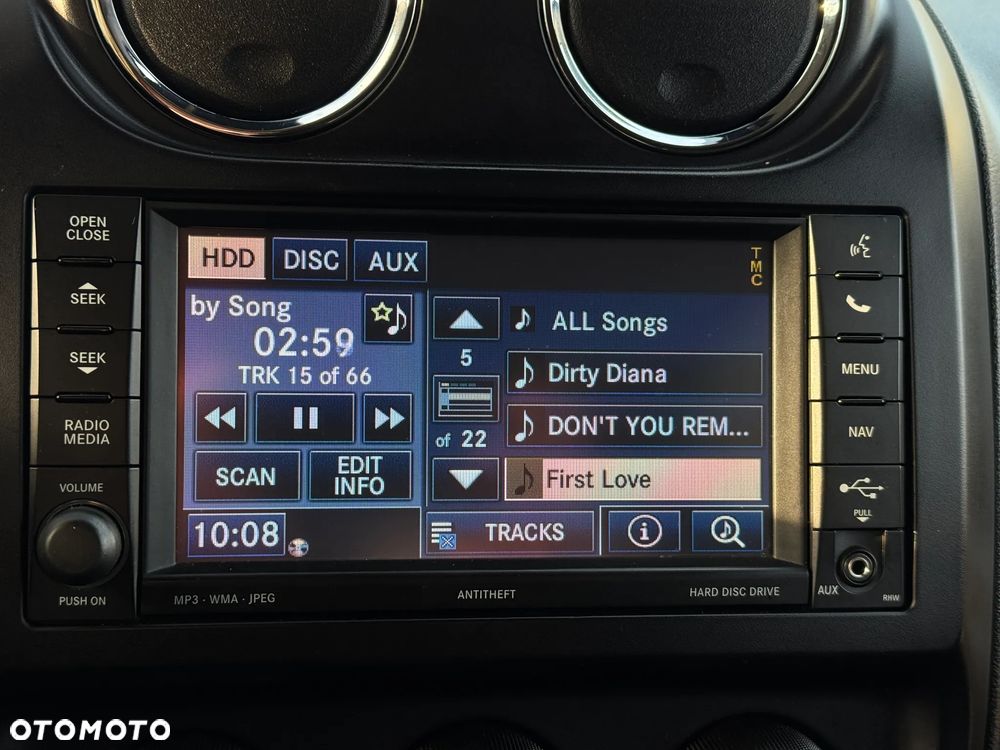 OPEN
CLOSE
SEEK
SEEK
RADIO
MEDIA
VOLUME
PUSH ON
HDD
DISC
AUX
TMC
by Song
02:59
TRK 15 of 66
SCAN
EDIT
INFO
10:08
5
of 22
ALL Songs
Dirty Diana
DON'T YOU REM...
First Love
TRACKS
MENU
NAV
PULL
AUX
RHW
MP3 · WMA · JPEG
ANTITHEFT
HARD DISC DRIVE
OTOMOTO